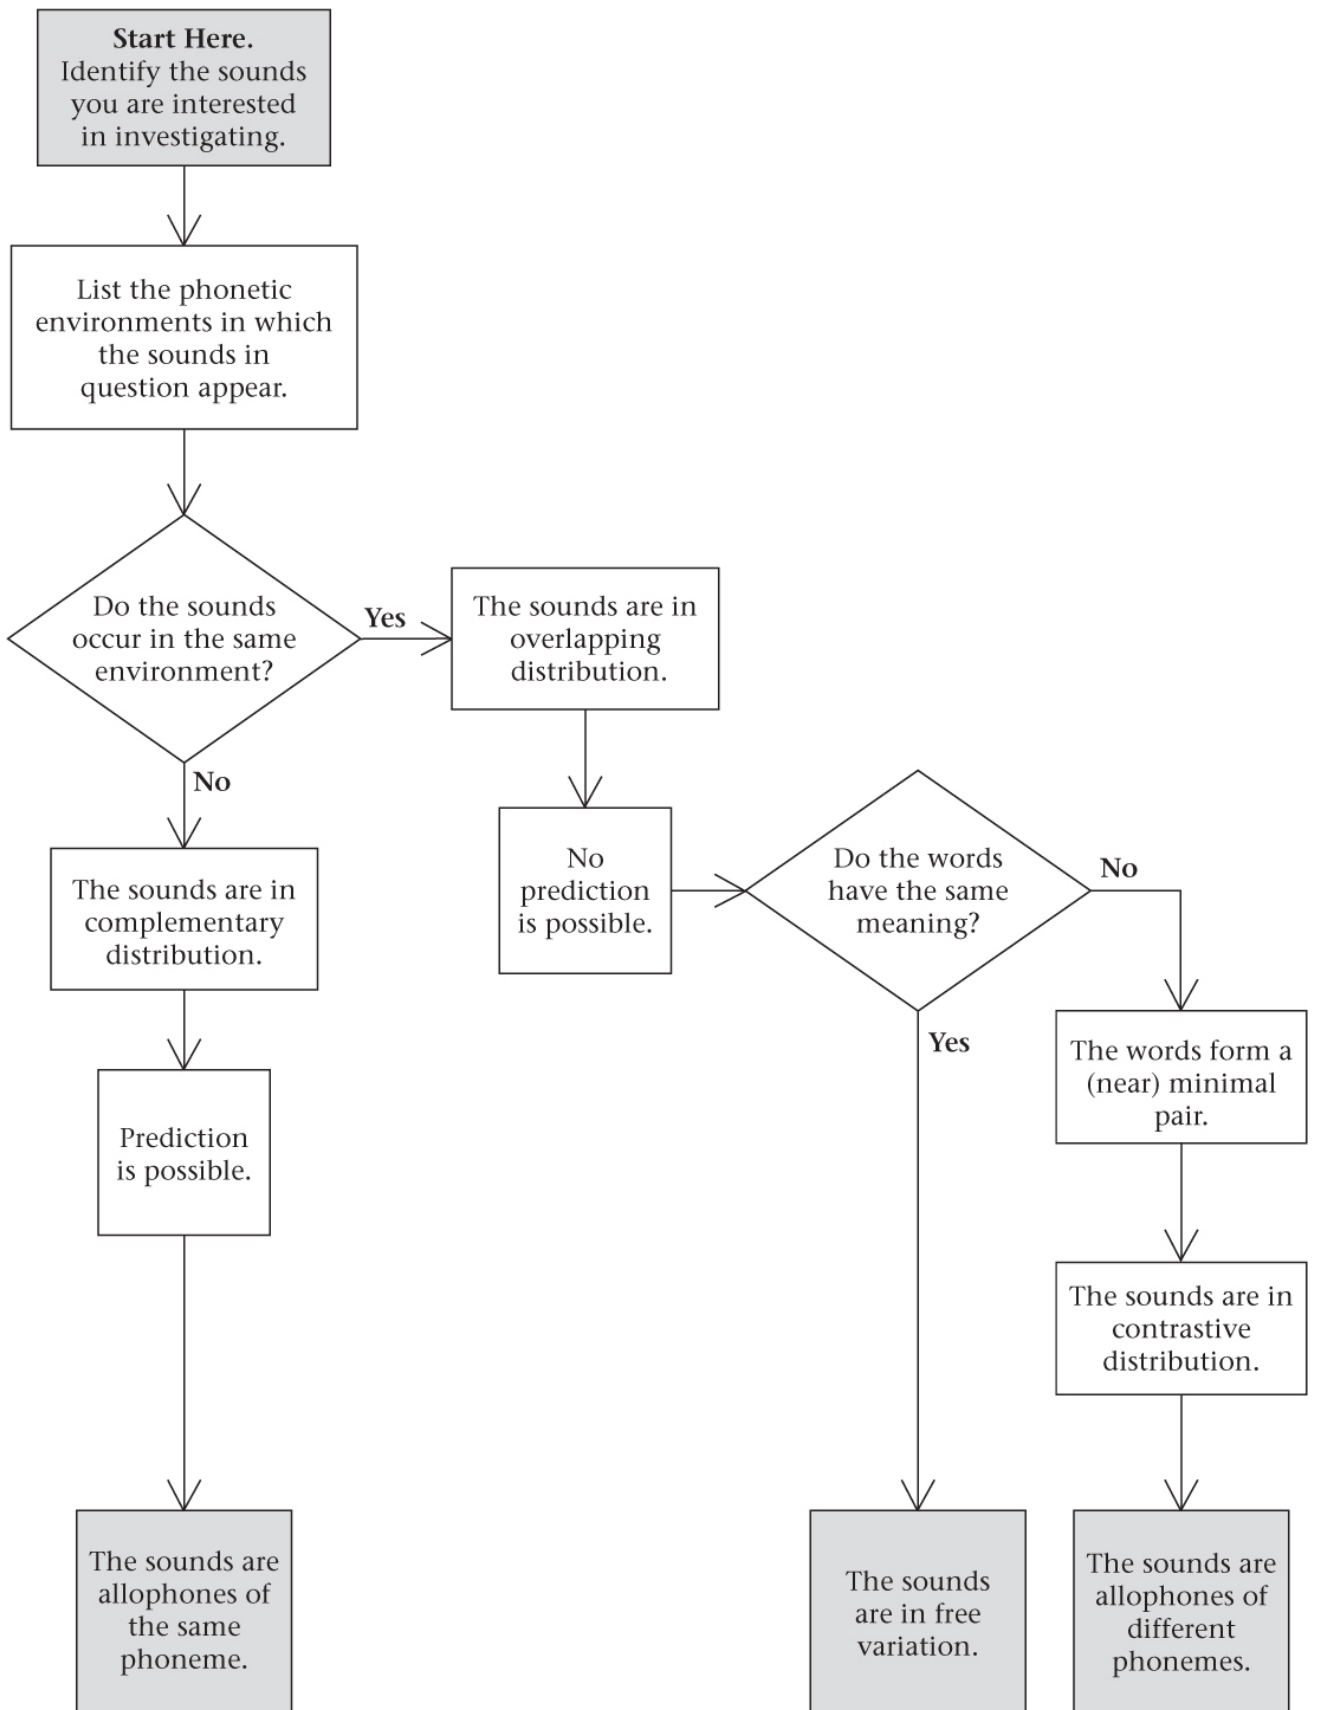 Start Here.
Identify the sounds
you are interested
in investigating.
List the phonetic
environments in which
the sounds in
question appear.
Do the sounds
occur in the same
environment?
Yes
The sounds are in
overlapping
distribution.
No
The sounds are in
complementary
distribution.
No
prediction
is possible.
Do the words
have the same
meaning?
No
Yes
The words form a
(near) minimal
pair.
Prediction
is possible.
The sounds are in
contrastive
distribution.
The sounds are
allophones of
the same
phoneme.
The sounds
are in free
variation.
The sounds are
allophones of
different
phonemes.